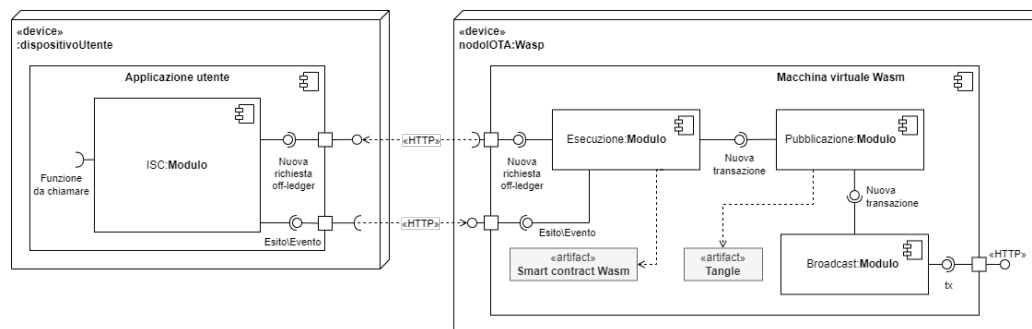 «device»
:dispositivoUtente
Applicazione utente
ISC:Modulo
Funzione
da chiamare
Nuova
richiesta
off-ledger
Esito\Evento
«HTTP»
«HTTP»
«device»
nodoIOTA:Wasp
Macchina virtuale Wasm
Esecuzione:Modulo
Pubblicazione:Modulo
Nuova
richiesta
off-ledger
Nuova
transazione
Nuova
transazione
Esito\Evento
«artifact»
Smart contract Wasm
«artifact»
Tangle
Broadcast:Modulo
tx
«HTTP»